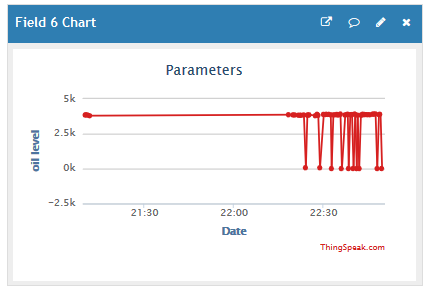 Field 6 Chart
Parameters
5k
2.5k
0k
-2.5k
oil level
21:30 22:00 22:30
Date
ThingSpeak.com